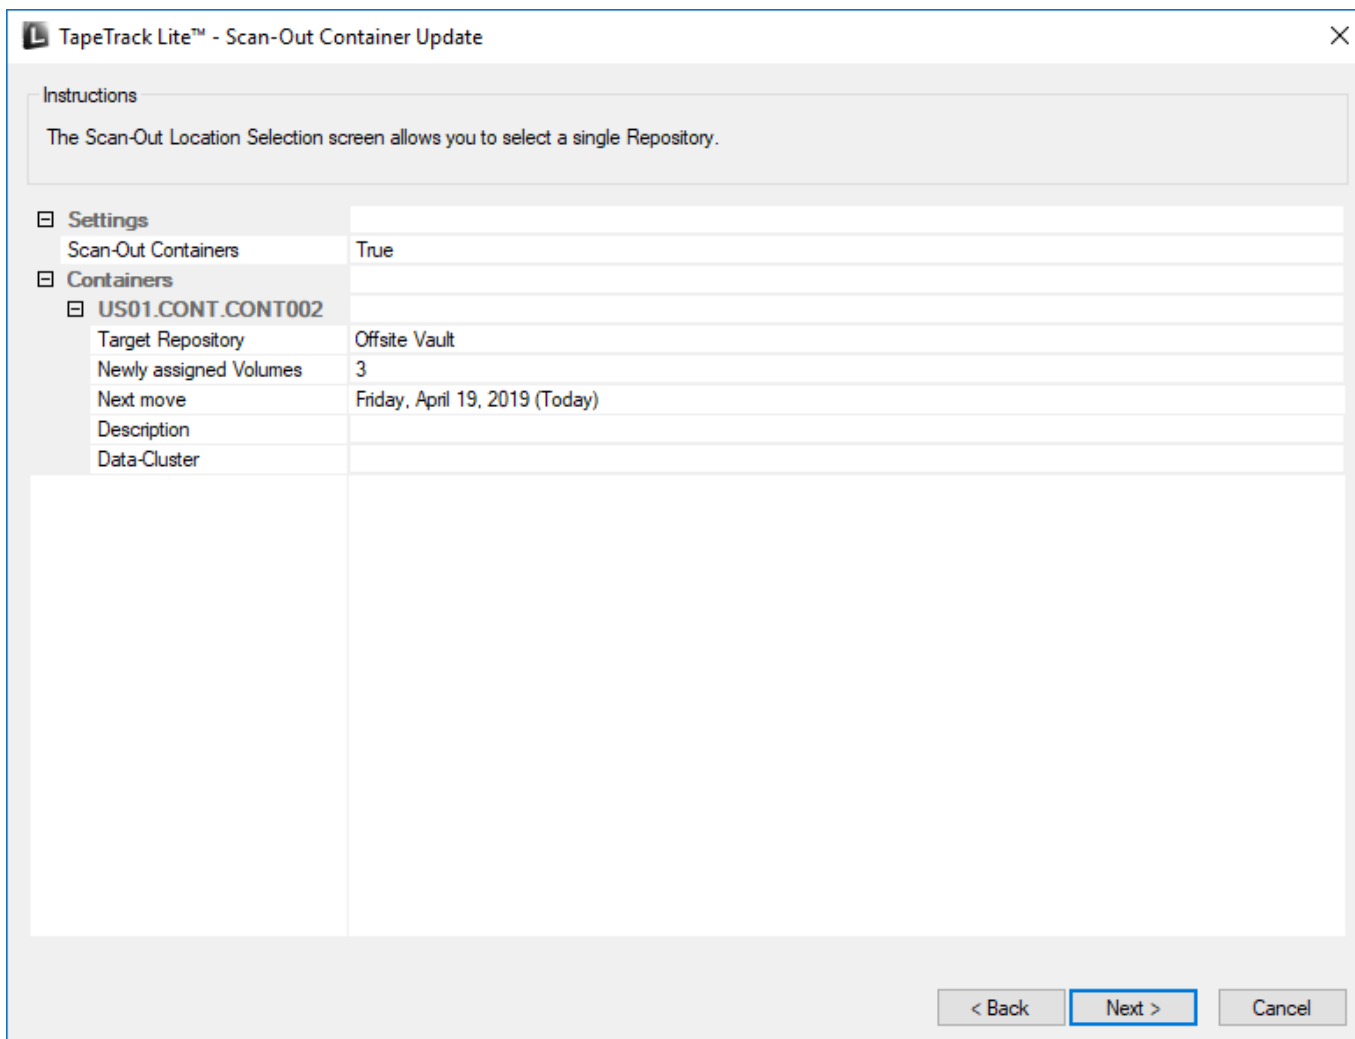 TapeTrack Lite™ - Scan-Out Container Update
Instructions
The Scan-Out Location Selection screen allows you to select a single Repository.
Settings
Scan-Out Containers True
Containers
US01.CONT.CONT002
Target Repository Offsite Vault
Newly assigned Volumes 3
Next move Friday, April 19, 2019 (Today)
Description
Data-Cluster
< Back Next > Cancel